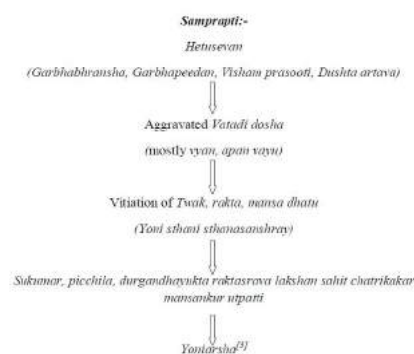 Samprapti:-
Hetusevan
(Garbhabhransha, Garbhapeedan, Visham prasooti, Dushta artava)
Aggravated Vatadi dosha
(mostly vyan, apan vayu)
Vitiation of Twak, rakta, mansa dhatu
(Yoni sthani sthanasanshray)
Sukumar, picchila, durgandhayukta raktasrava lakshan sahit chatrikakar
mansankur utpatti
Yoniarsha[3]